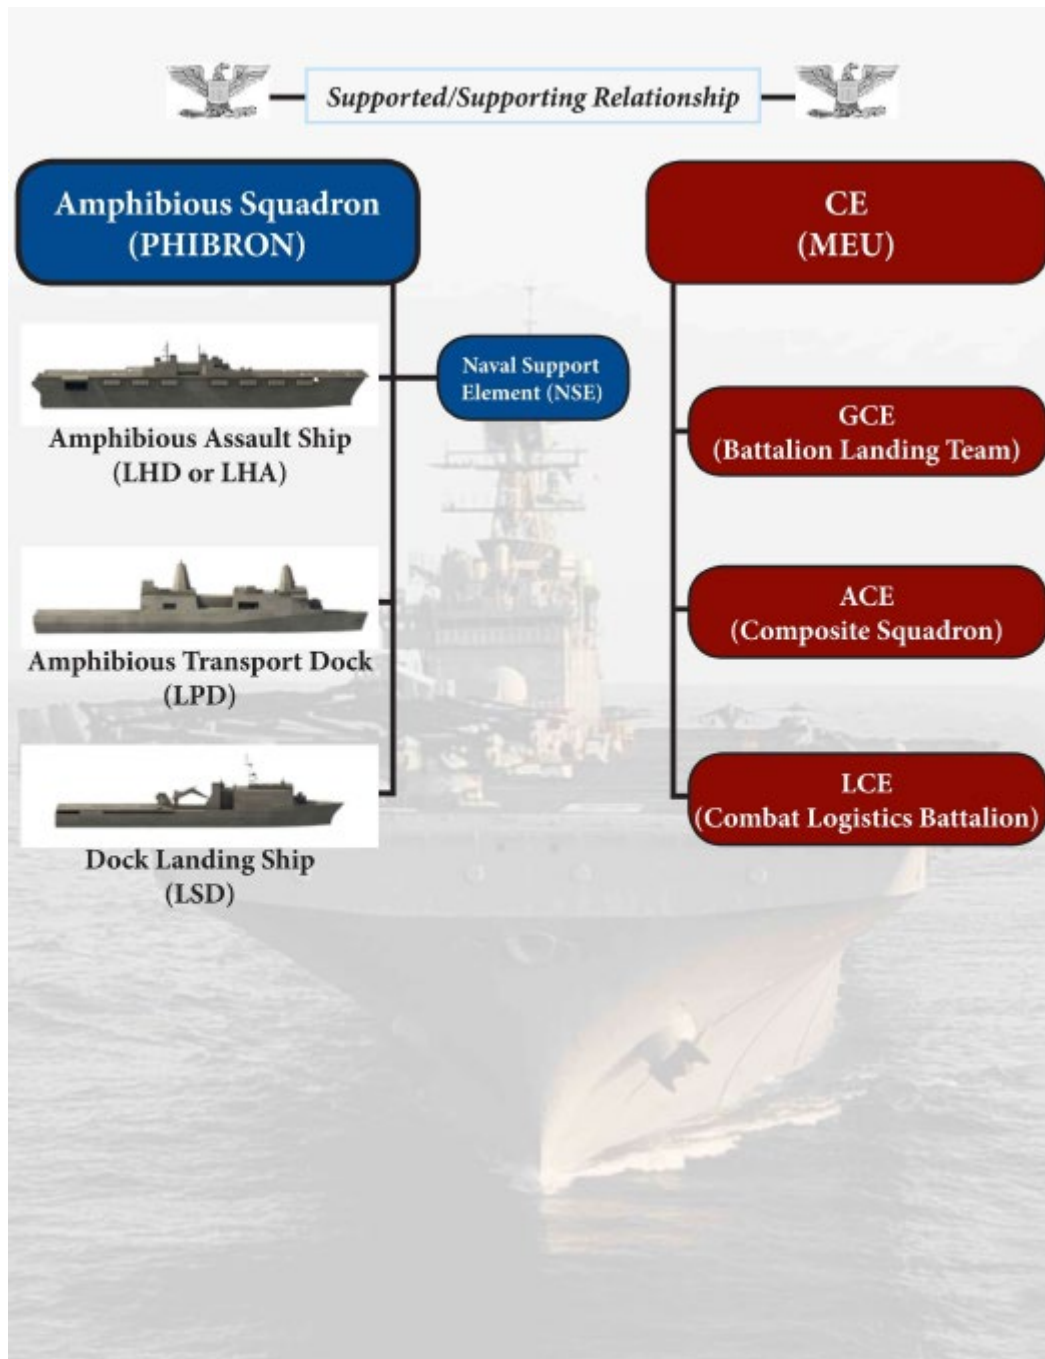 Supported/Supporting Relationship
Amphibious Squadron
(PHIBRON)
CE
(MEU)
Naval Support
Element (NSE)
Amphibious Assault Ship
(LHD or LHA)
GCE
(Battalion Landing Team)
Amphibious Transport Dock
(LPD)
ACE
(Composite Squadron)
Dock Landing Ship
(LSD)
LCE
(Combat Logistics Battalion)